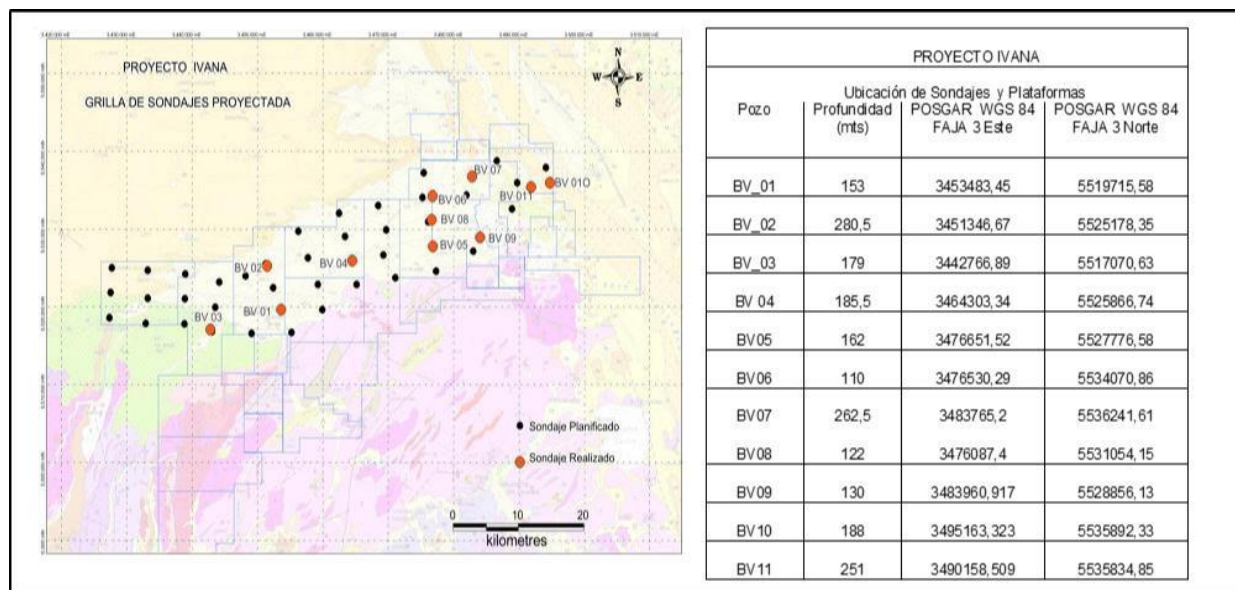 PROYECTO IVANA
GRILLA DE SONDAJES PROYECTADA
N
W E
S
BV 07
BV 01O
BV 011
BV 06
BV 08
BV 09
BV 05
BV 04
BV 02
BV 01
BV 03
Sondaje Planificado
Sondaje Realizado
0 10 20
kilometres
PROYECTO IVANA
Ubicación de Sondajes y Plataformas
Pozo Profundidad (mts) POSGAR WGS 84 FAJA 3 Este POSGAR WGS 84 FAJA 3 Norte
BV_01 153 3453483,45 5519715,58
BV_02 280,5 3451346,67 5525178,35
BV_03 179 3442766,89 5517070,63
BV 04 185,5 3464303,34 5525866,74
BV05 162 3476651,52 5527776,58
BV06 110 3476530,29 5534070,86
BV07 262,5 3483765,2 5536241,61
BV08 122 3476087,4 5531054,15
BV09 130 3483960,917 5528856,13
BV10 188 3495163,323 5535892,33
BV11 251 3490158,509 5535834,85